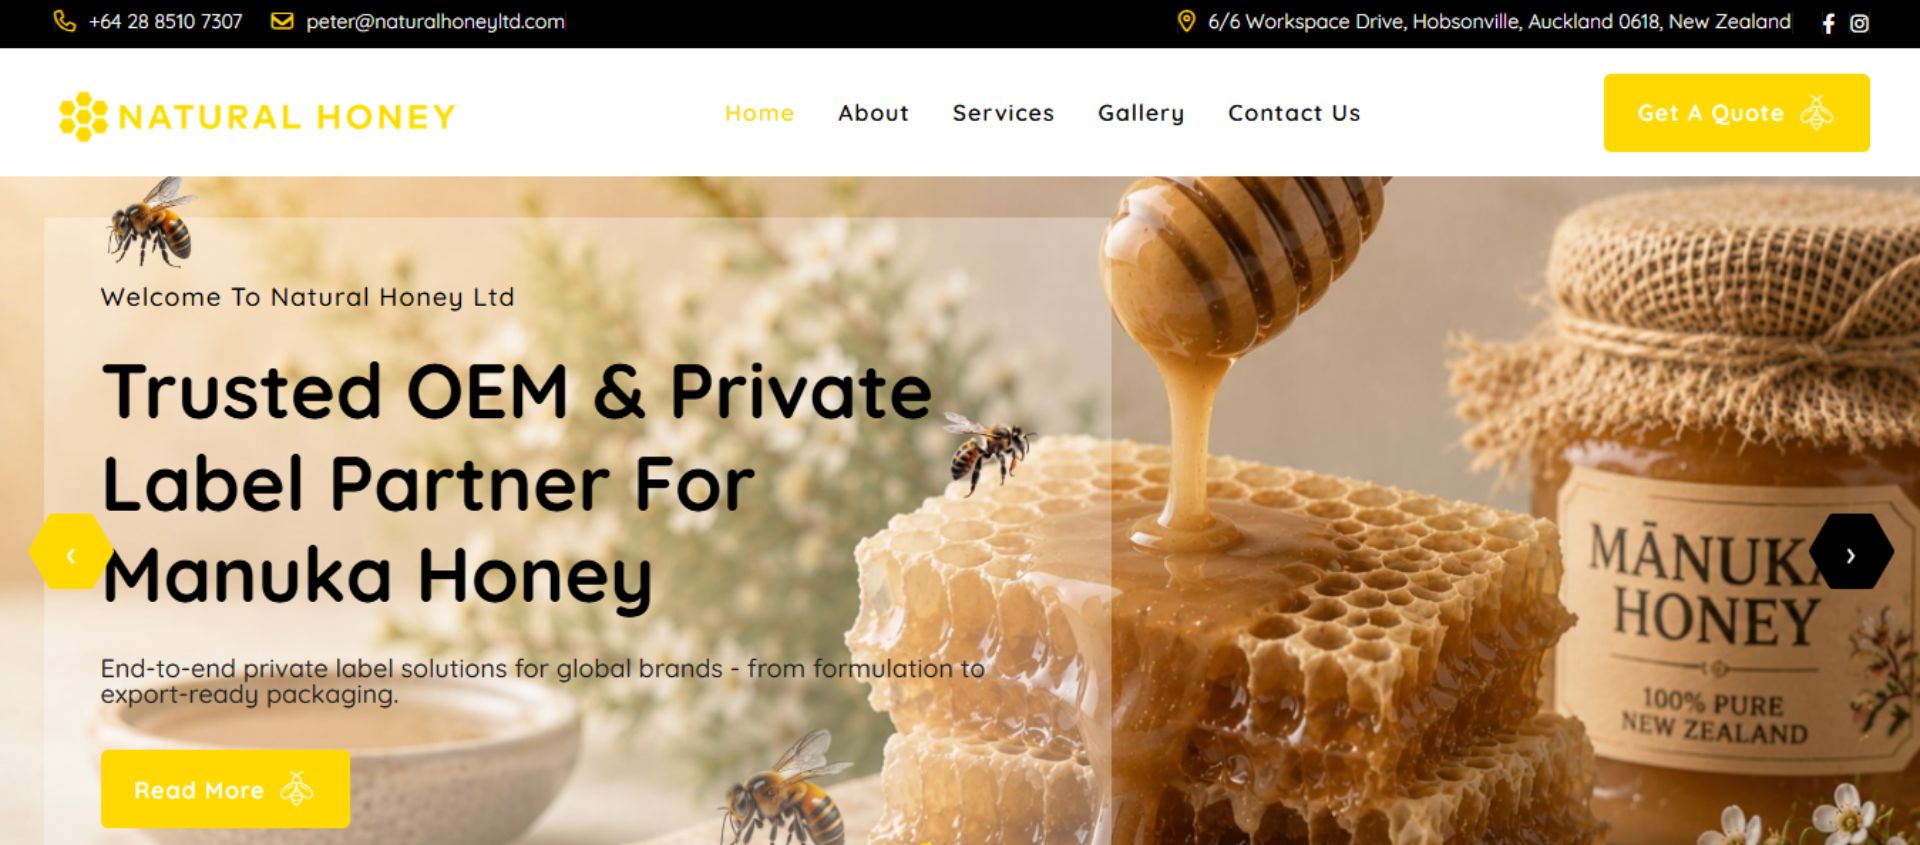 +64 28 8510 7307
peter@naturalhoneyltd.com
6/6 Workspace Drive, Hobsonville, Auckland 0618, New Zealand
NATURAL HONEY
Home
About
Services
Gallery
Contact Us
Get A Quote
Welcome To Natural Honey Ltd
Trusted OEM & Private
Label Partner For
Manuka Honey
End-to-end private label solutions for global brands - from formulation to
export-ready packaging.
Read More
MĀNUKA
HONEY
100% PURE
NEW ZEALAND